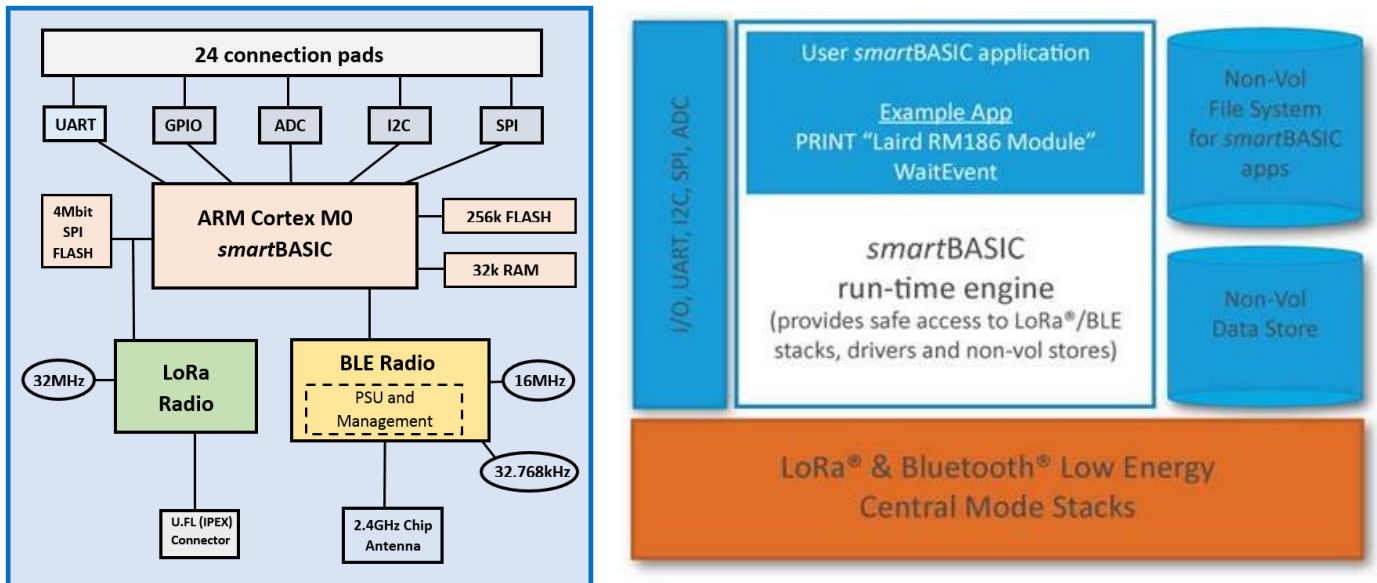 24 connection pads
UART
GPIO
ADC
I2C
SPI
4Mbit
SPI
FLASH
ARM Cortex M0
smartBASIC
256k FLASH
32k RAM
32MHz
LoRa
Radio
BLE Radio
PSU and
Management
16MHz
32.768kHz
U.FL (IPEX)
Connector
2.4GHz Chip
Antenna
I/O, UART, I2C, SPI, ADC
User smartBASIC application
Example App
PRINT “Laird RM186 Module”
WaitEvent
smartBASIC
run-time engine
(provides safe access to LoRa®/BLE
stacks, drivers and non-vol stores)
Non-Vol
File System
for smartBASIC
apps
Non-Vol
Data Store
LoRa® & Bluetooth® Low Energy
Central Mode Stacks